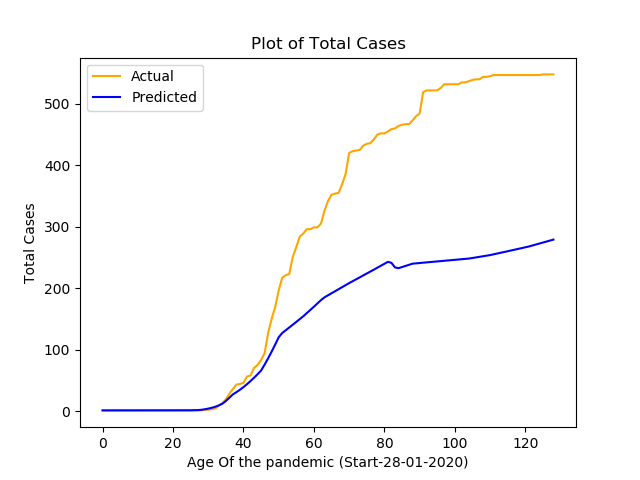 Plot of Total Cases
Actual
Predicted
500
400
300
200
100
0
Total Cases
0 20 40 60 80 100 120
Age Of the pandemic (Start-28-01-2020)